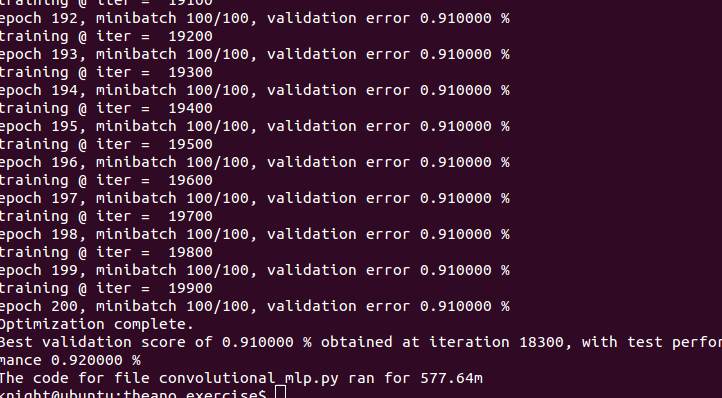 training @ iter =  19100
epoch 192, minibatch 100/100, validation error 0.910000 %
training @ iter =  19200
epoch 193, minibatch 100/100, validation error 0.910000 %
training @ iter =  19300
epoch 194, minibatch 100/100, validation error 0.910000 %
training @ iter =  19400
epoch 195, minibatch 100/100, validation error 0.910000 %
training @ iter =  19500
epoch 196, minibatch 100/100, validation error 0.910000 %
training @ iter =  19600
epoch 197, minibatch 100/100, validation error 0.910000 %
training @ iter =  19700
epoch 198, minibatch 100/100, validation error 0.910000 %
training @ iter =  19800
epoch 199, minibatch 100/100, validation error 0.910000 %
training @ iter =  19900
epoch 200, minibatch 100/100, validation error 0.910000 %
Optimization complete.
Best validation score of 0.910000 % obtained at iteration 18300, with test perfor
mance 0.920000 %
The code for file convolutional_mlp.py ran for 577.64m
knight@ubuntu:theano_exercise$